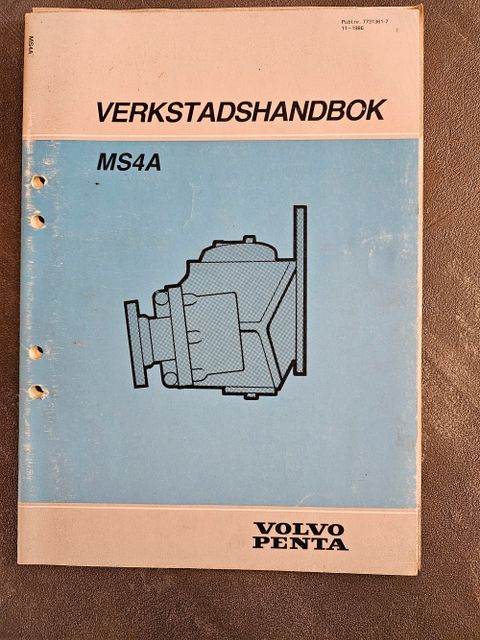 MS4A
Publ.nr. 7731361-7
11-1986
VERKSTADSHANDBOK
MS4A
VOLVO
PENTA